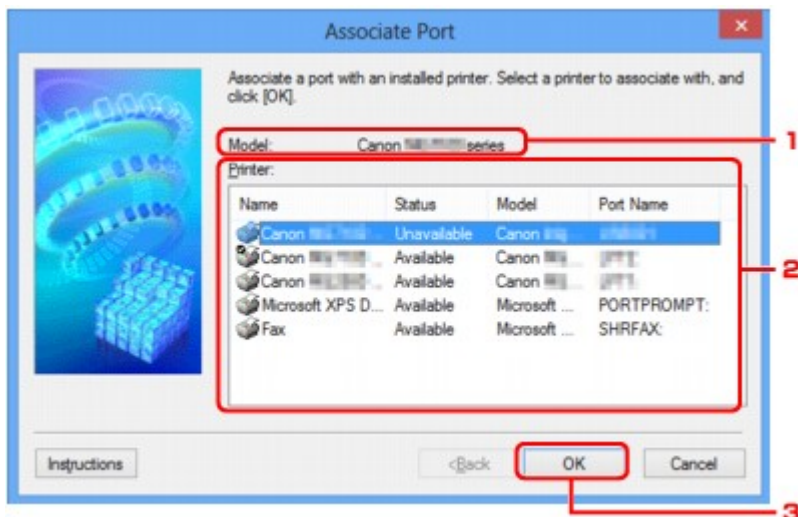 Associate Port
Associate a port with an installed printer. Select a printer to associate with, and
click [OK].
Model: Canon series
1
Printer:
Name Status Model Port Name
Canon ... Unavailable Canon ...
Canon ... Available Canon ...
Canon ... Available Canon ...
2
Microsoft XPS D... Available Microsoft ... PORTPROMPT:
Fax Available Microsoft ... SHRFAX:
Instructions <Back OK Cancel
3